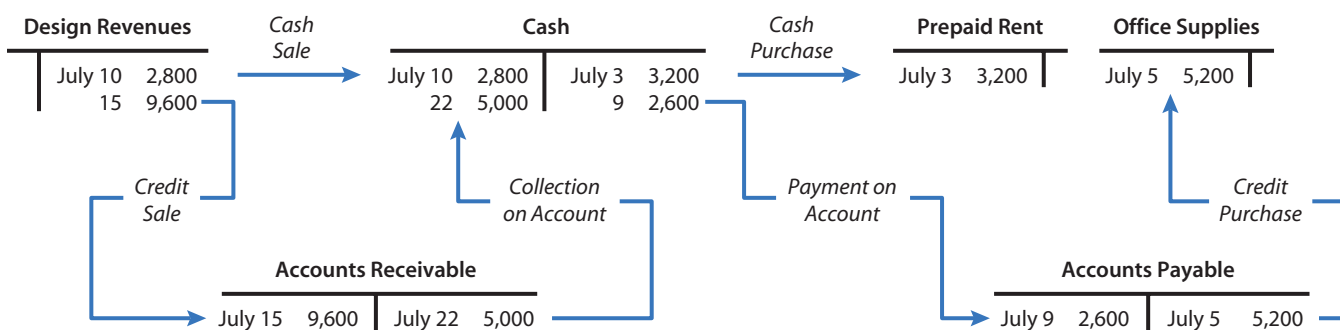 Design Revenues
Cash
Sale
Cash
Cash
Purchase
Prepaid Rent
Office Supplies
July 10 2,800
15 9,600
July 10 2,800
22 5,000
July 3 3,200
9 2,600
July 3 3,200
July 5 5,200
Credit
Sale
Collection
on Account
Payment on
Account
Credit
Purchase
Accounts Receivable
July 15 9,600
July 22 5,000
Accounts Payable
July 9 2,600
July 5 5,200